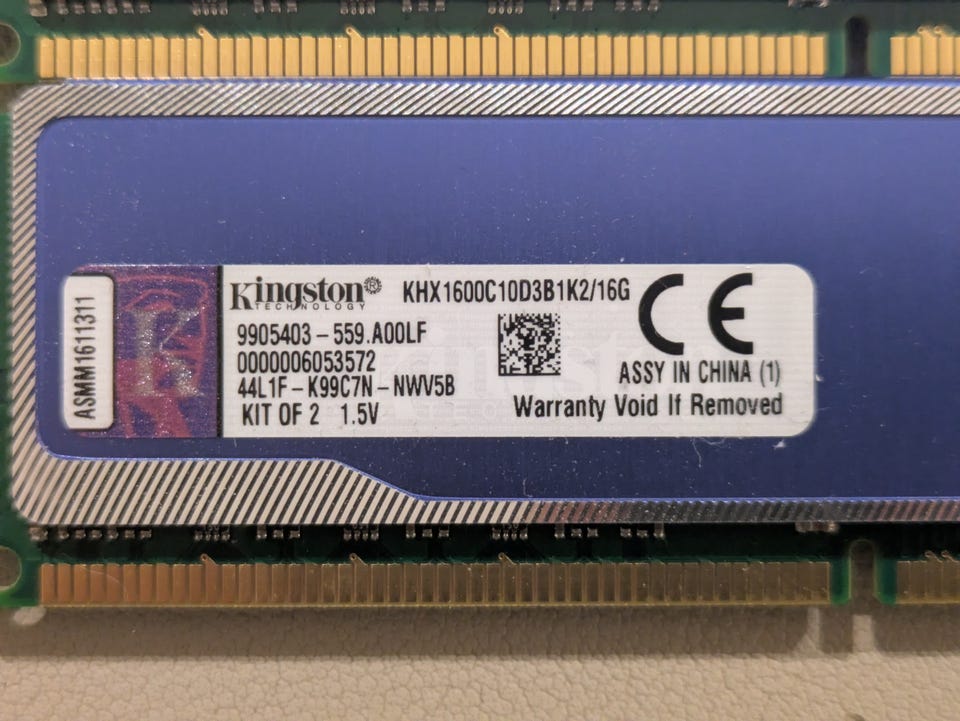 ASMM1611311
Kingston® KHX1600C10D3B1K2/16G
TECHNOLOGY
9905403-559.A00LF
0000006053572
44L1F-K99C7N-NWV5B
KIT OF 2 1.5V
CE
ASSY IN CHINA (1)
Warranty Void If Removed